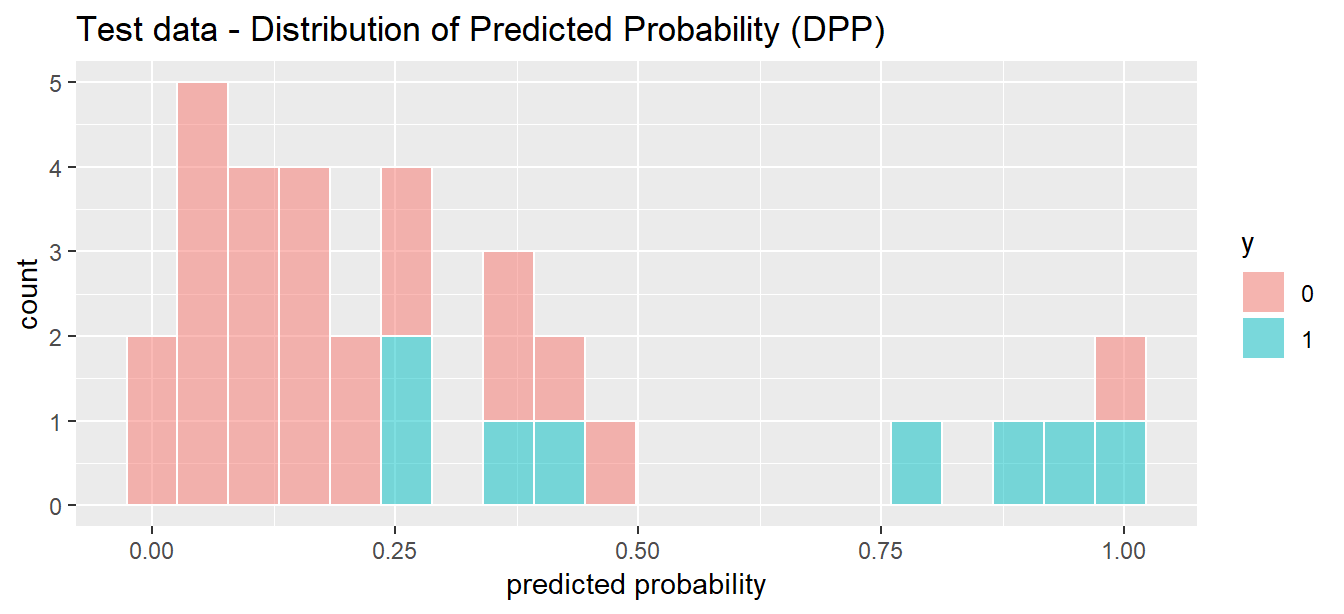 Test data - Distribution of Predicted Probability (DPP)
5
4
3
2
1
0
count
0.00 0.25 0.50 0.75 1.00
predicted probability
y
0
1